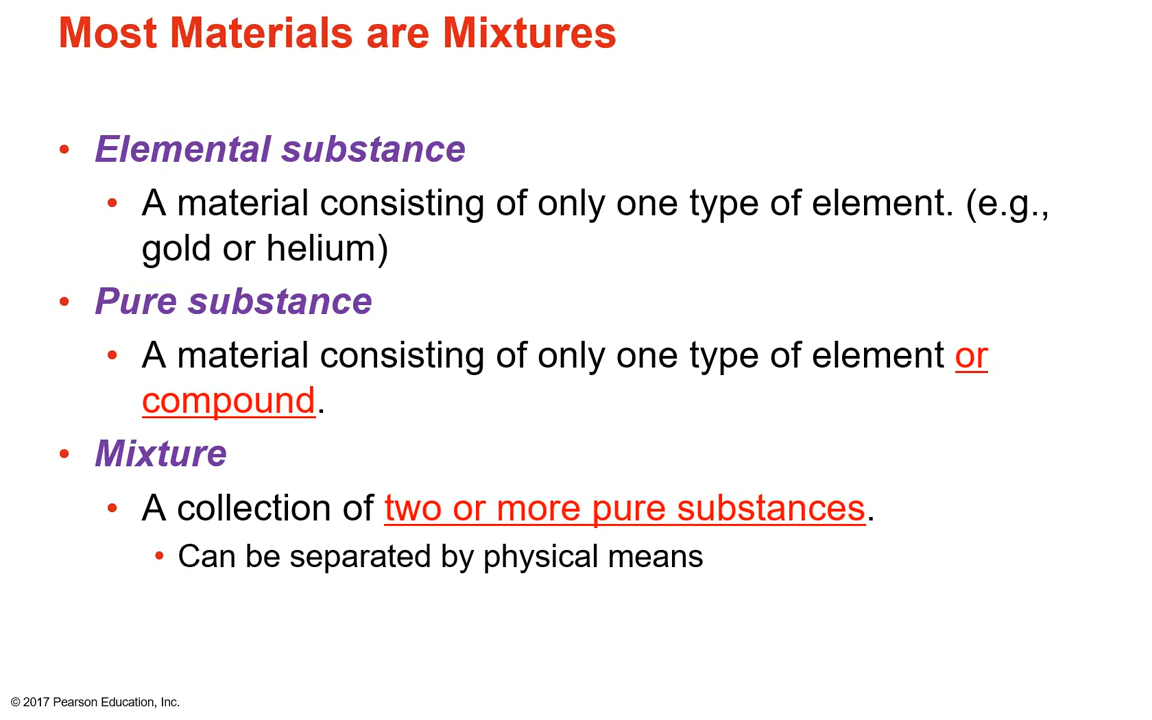 Most Materials are Mixtures
• Elemental substance
• A material consisting of only one type of element. (e.g.,
gold or helium)
• Pure substance
• A material consisting of only one type of element or
compound.
• Mixture
• A collection of two or more pure substances.
• Can be separated by physical means
© 2017 Pearson Education, Inc.